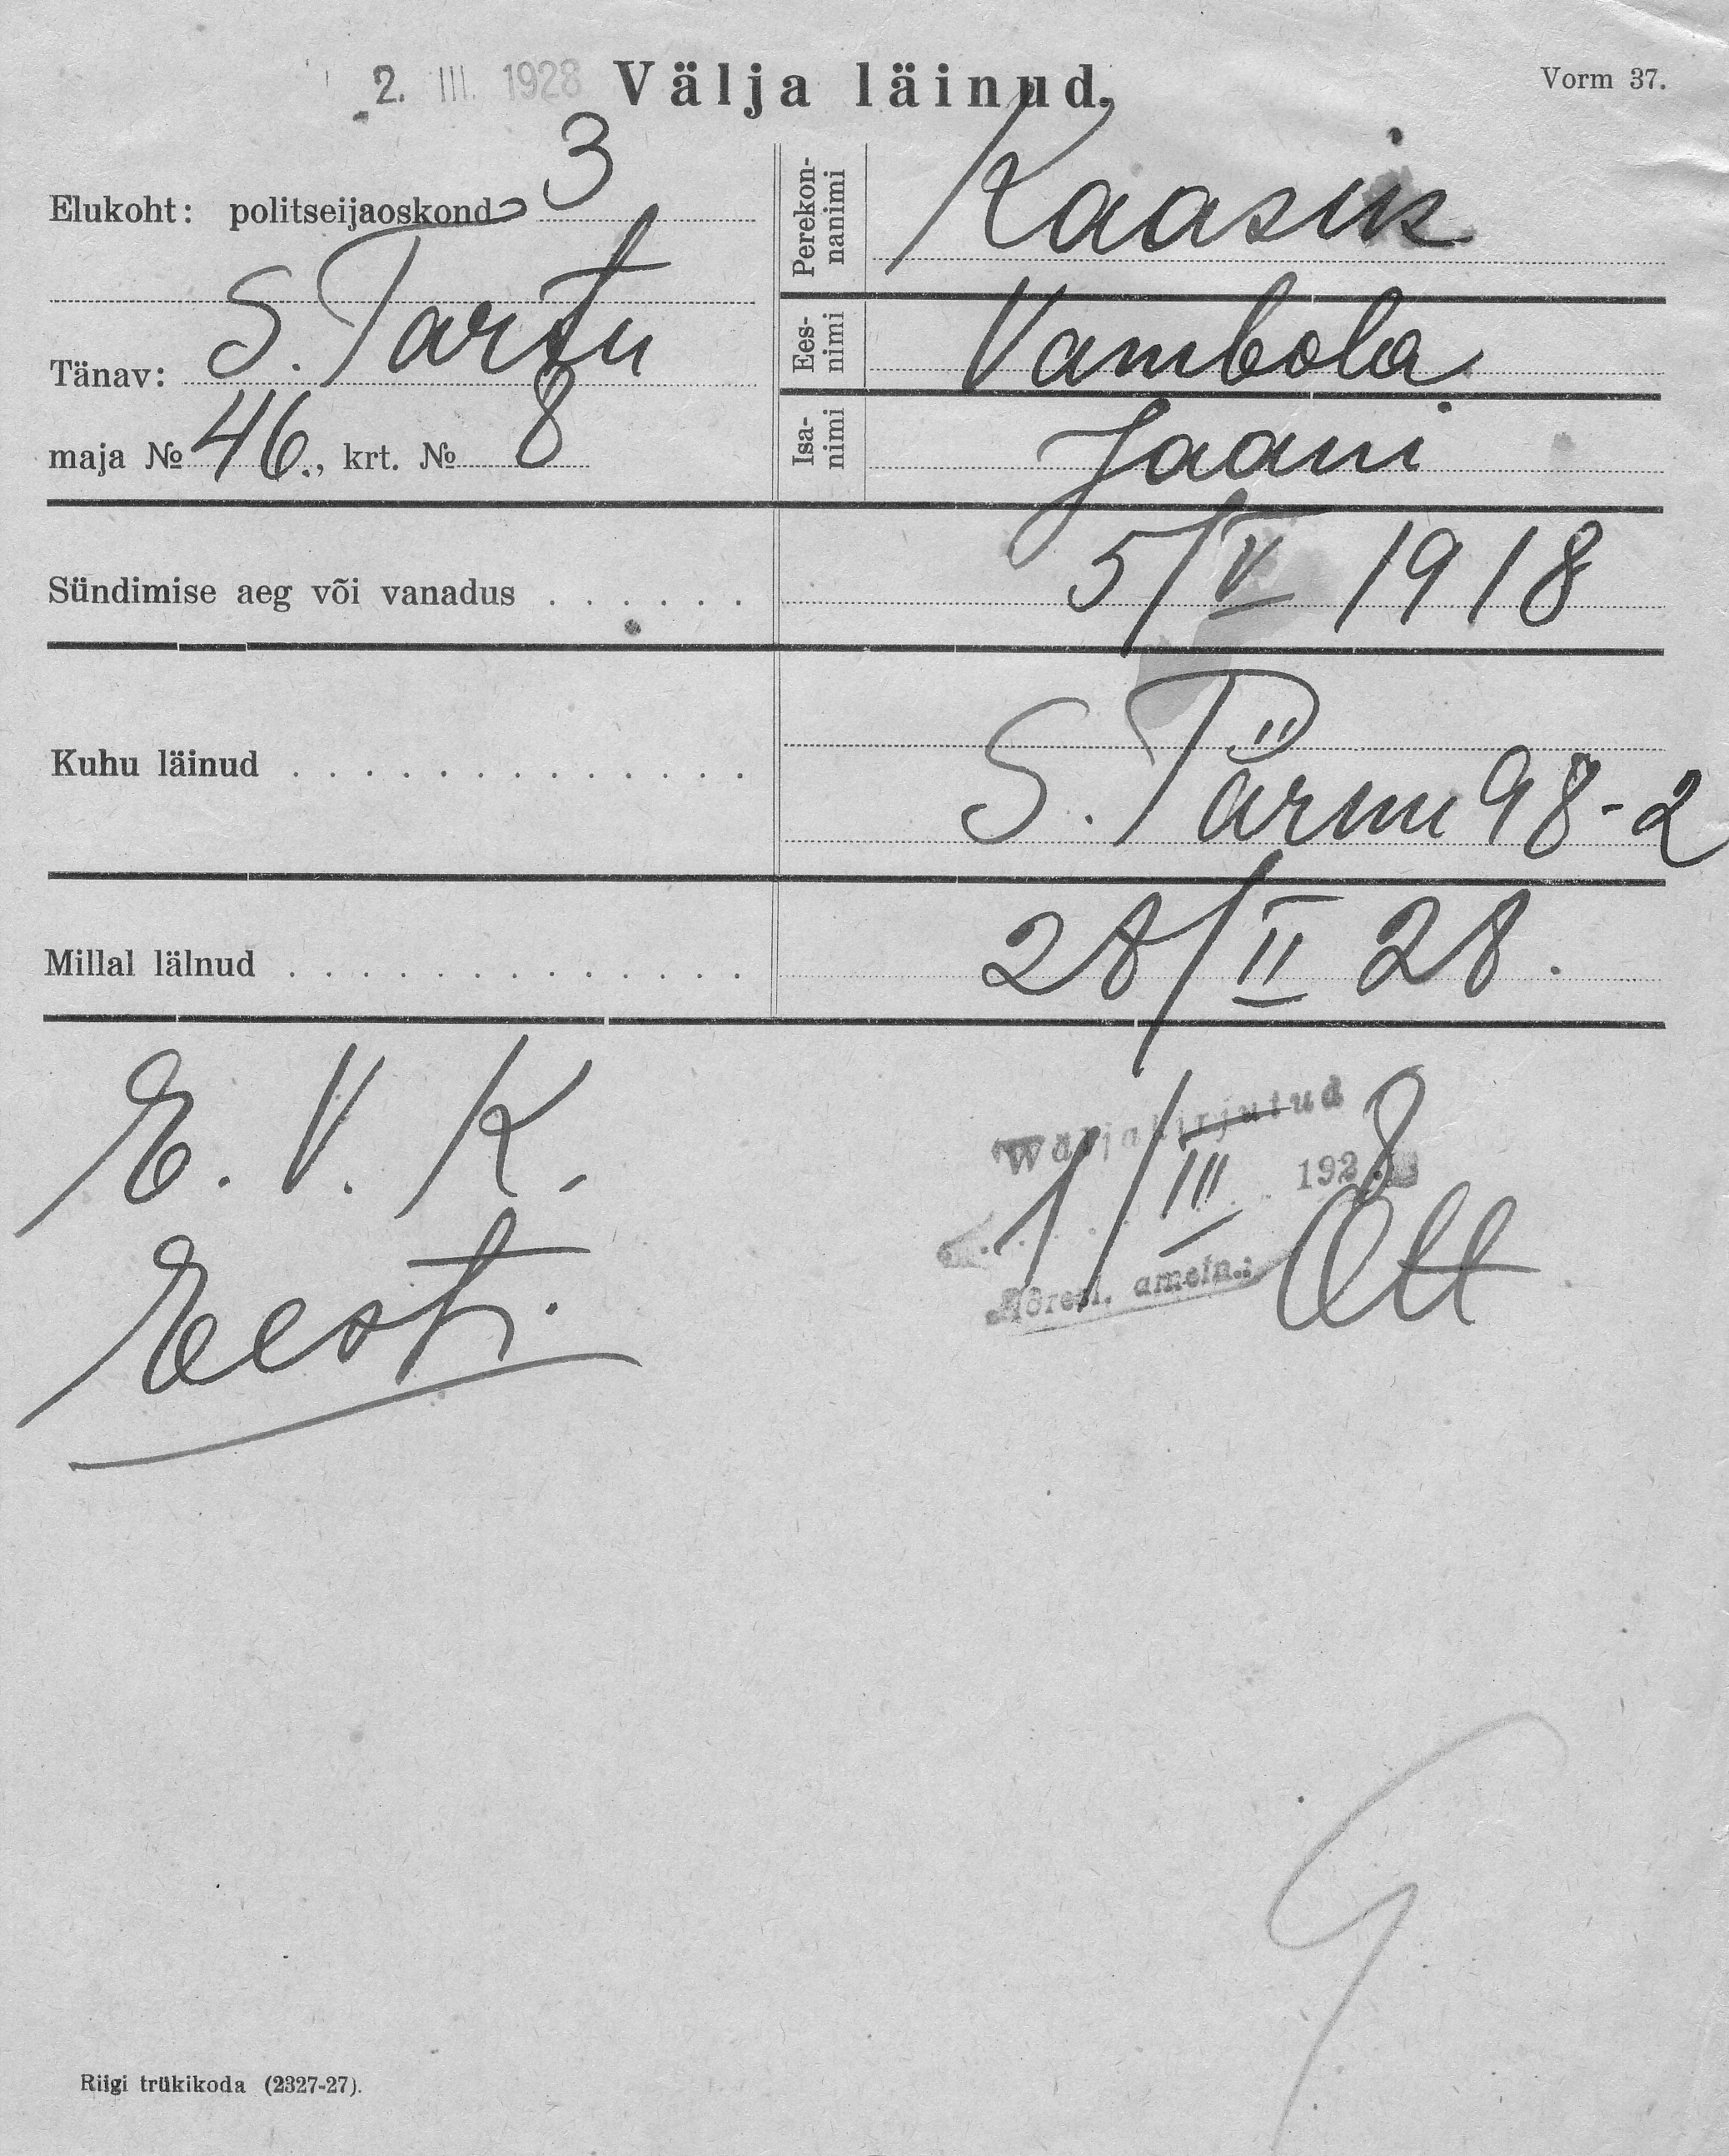 2. III. 1928 Välja läinud. Vorm 37.
Elukoht: politseijaoskond 3
S. Tartu
Tänav:
maja № 46., krt. № 8
Perekon-
nanimi
Kaasik
Ees-
nimi
Vambola
Isa-
nimi
Jaani
Sündimise aeg või vanadus . . . . . . 5/V 1918
Kuhu läinud . . . . . . . . . . . . . S. Pärnu 98-2
Millal lälnud . . . . . . . . . . . . . 28/II 28.
E. V. K.
Eesti.
Wäljakirjutud
1/III 1928
ametn.: Ott
Riigi trükikoda (2327-27).